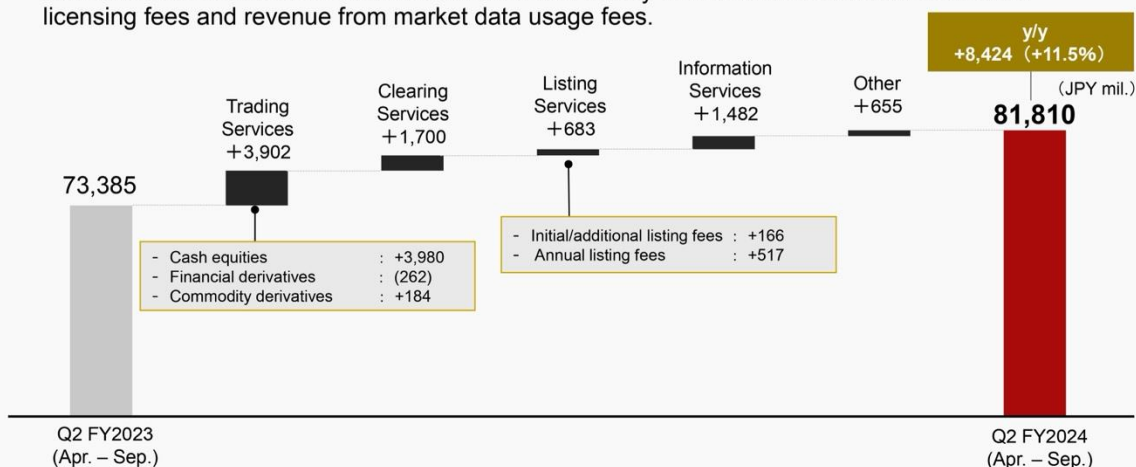 licensing fees and revenue from market data usage fees.
y/y
+8,424（+11.5%）
（JPY mil.）
81,810
Information
Services
+1,482
Other
+655
Clearing
Services
+1,700
Listing
Services
+683
Trading
Services
+3,902
73,385
- Cash equities : +3,980
- Financial derivatives : (262)
- Commodity derivatives : +184
- Initial/additional listing fees : +166
- Annual listing fees : +517
Q2 FY2023
(Apr. – Sep.)
Q2 FY2024
(Apr. – Sep.)